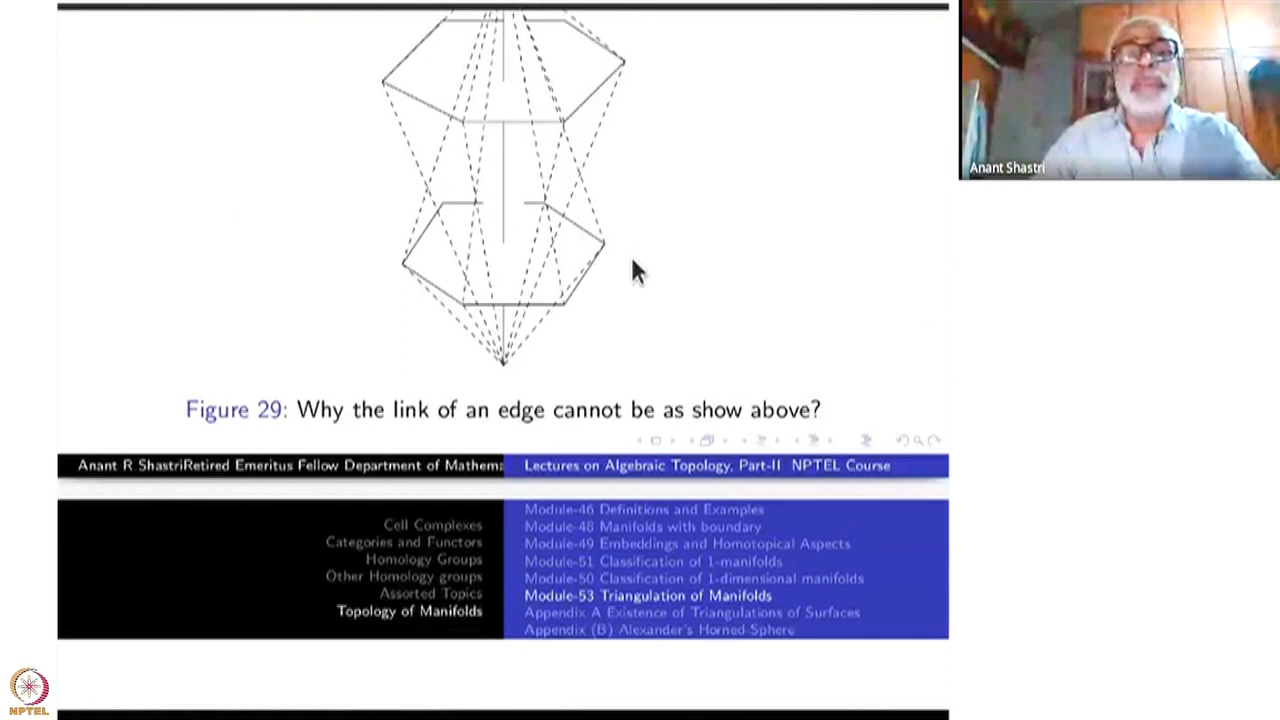 Anant Shastri
Figure 29: Why the link of an edge cannot be as show above?
Anant R ShastriRetired Emeritus Fellow Department of Mathema
Lectures on Algebraic Topology, Part-II NPTEL Course
Cell Complexes
Categories and Functors
Homology Groups
Other Homology groups
Assorted Topics
Topology of Manifolds
Module-46 Definitions and Examples
Module-48 Manifolds with boundary
Module-49 Embeddings and Homotopical Aspects
Module-51 Classification of 1-manifolds
Module-50 Classification of 1-dimensional manifolds
Module-53 Triangulation of Manifolds
Appendix A Existence of Triangulations of Surfaces
Appendix (B) Alexander's Horned Sphere
NPTEL